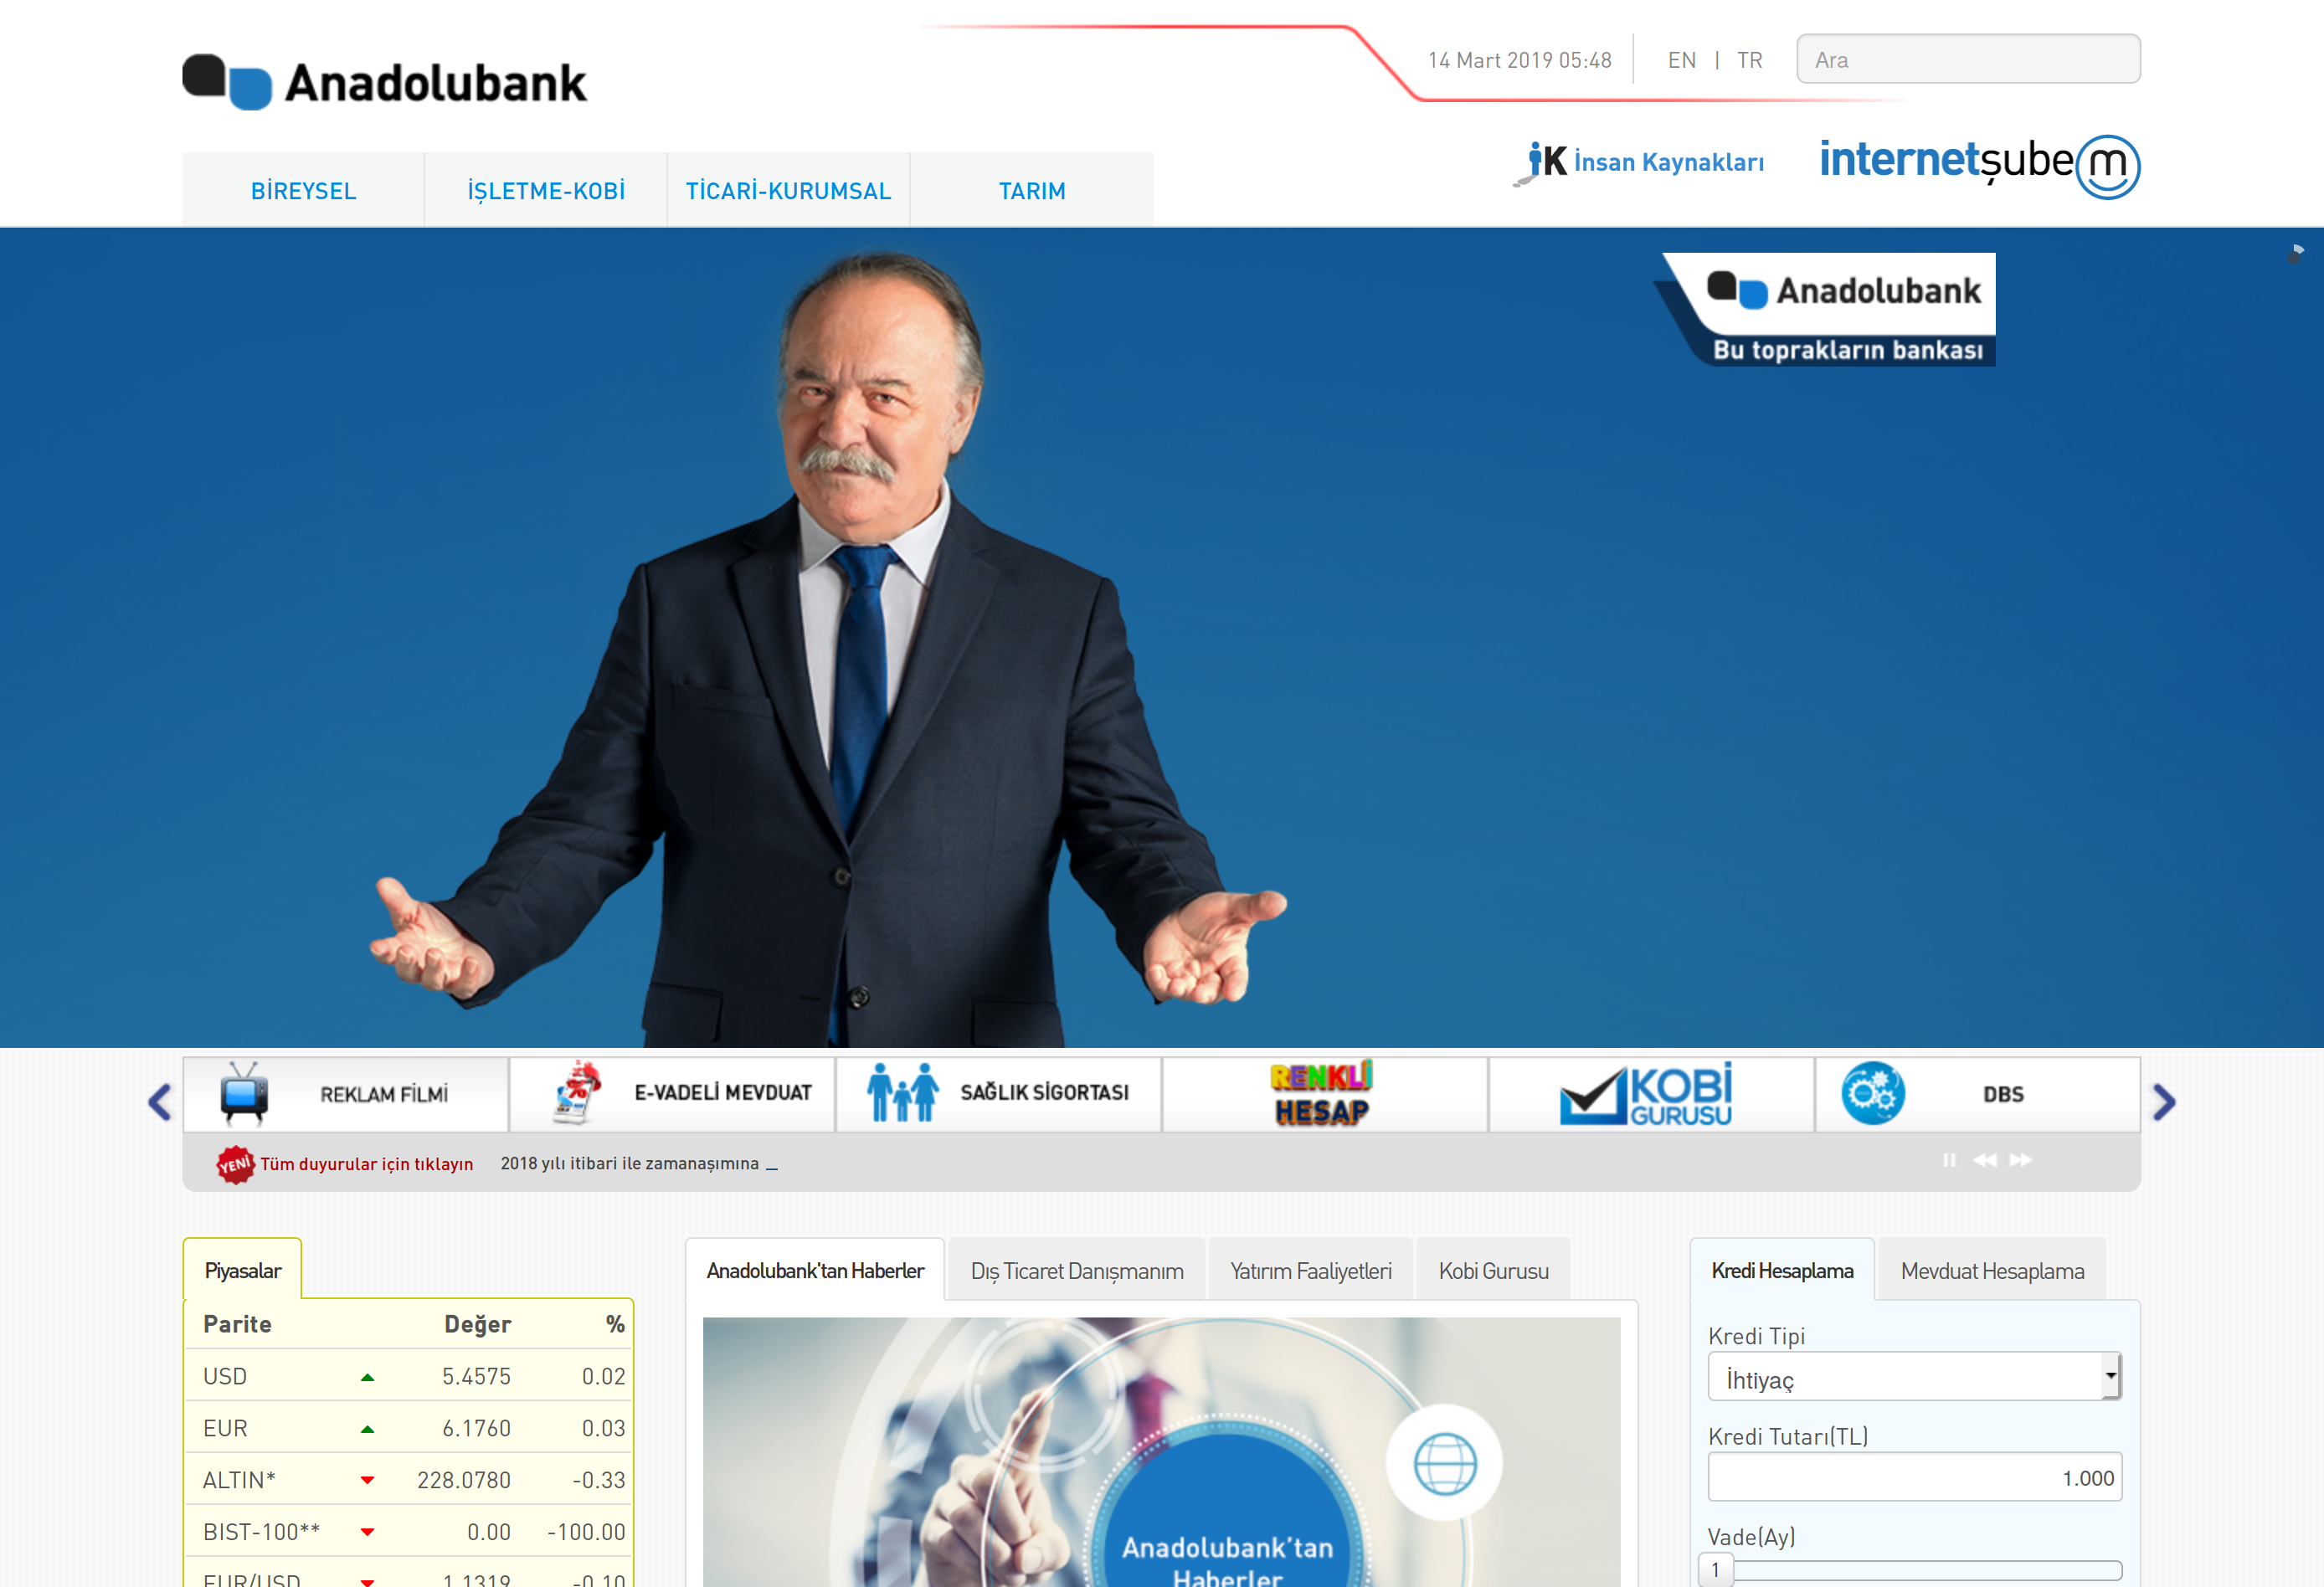 Anadolubank
14 Mart 2019 05:48
EN | TR
Ara
BİREYSEL
İŞLETME-KOBİ
TİCARİ-KURUMSAL
TARIM
iK İnsan Kaynakları
internetşubem
Anadolubank
Bu toprakların bankası
REKLAM FİLMİ
E-VADELİ MEVDUAT
SAĞLIK SİGORTASI
RENKLİ
HESAP
KOBİ
GURUSU
DBS
YENİ Tüm duyurular için tıklayın 2018 yılı itibari ile zamanaşımına _
Piyasalar
Parite Değer %
USD 5.4575 0.02
EUR 6.1760 0.03
ALTIN* 228.0780 -0.33
BIST-100** 0.00 -100.00
EUR/USD 1.1319 -0.10
Anadolubank'tan Haberler
Dış Ticaret Danışmanım
Yatırım Faaliyetleri
Kobi Gurusu
Anadolubank'tan
Haberler
Kredi Hesaplama
Mevduat Hesaplama
Kredi Tipi
İhtiyaç
Kredi Tutarı(TL)
1.000
Vade(Ay)
1